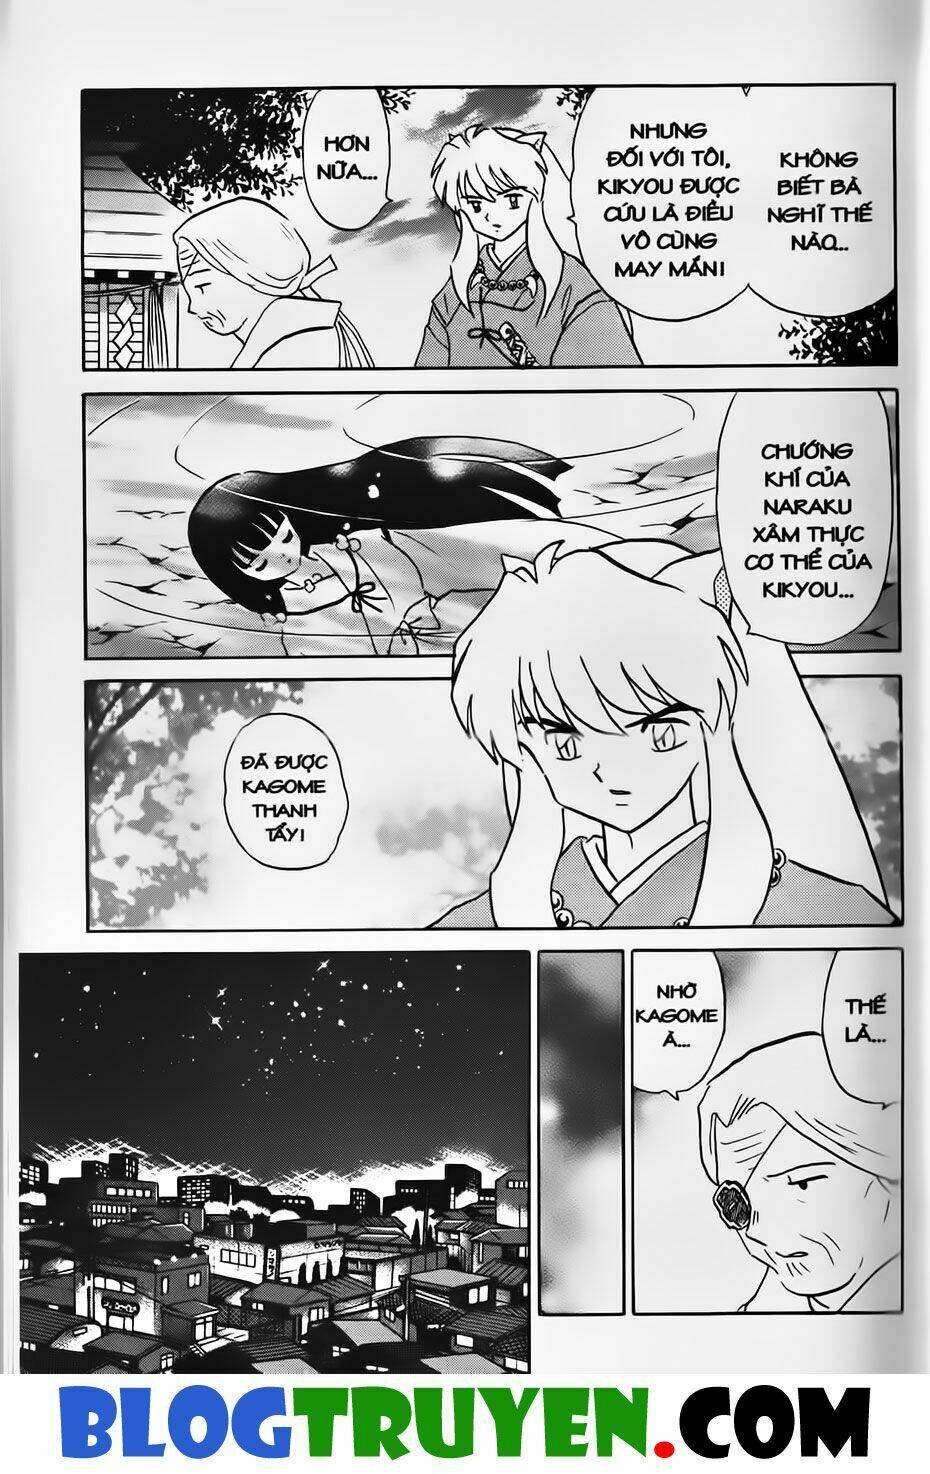 KHÔNG
BIẾT BÀ
NGHĨ THẾ
NÀO...
NHƯNG
ĐỐI VỚI TÔI,
KIKYOU ĐƯỢC
CỨU LÀ ĐIỀU
VÔ CÙNG
MAY MẮN!
HƠN
NỮA...
CHƯỚNG
KHÍ CỦA
NARAKU
XÂM THỰC
CƠ THỂ CỦA
KIKYOU...
ĐÃ ĐƯỢC
KAGOME
THANH
TẨY!
THẾ
LÀ...
NHỜ
KAGOME
À...
BLOGTRUYEN.COM